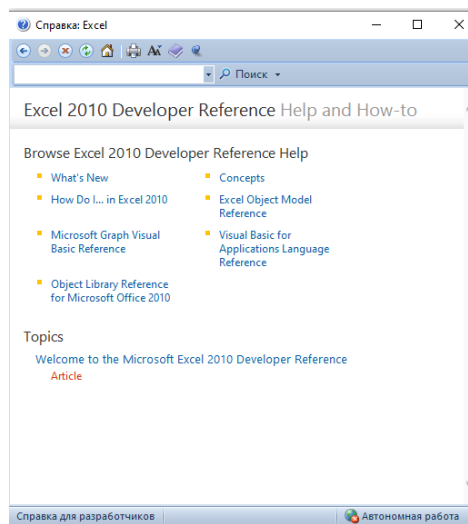 Справка: Excel
Поиск
Excel 2010 Developer Reference Help and How-to
Browse Excel 2010 Developer Reference Help
What's New
Concepts
How Do I... in Excel 2010
Excel Object Model
Reference
Microsoft Graph Visual
Basic Reference
Visual Basic for
Applications Language
Reference
Object Library Reference
for Microsoft Office 2010
Topics
Welcome to the Microsoft Excel 2010 Developer Reference
Article
Справка для разработчиков
Автономная работа